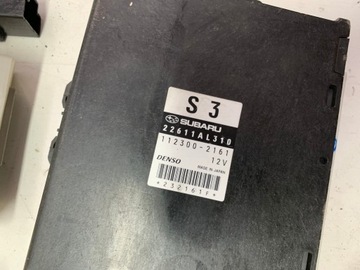 S 3
SUBARU
22611AL310
112300-2161
DENSO 12V
MADE IN JAPAN
*232161F*